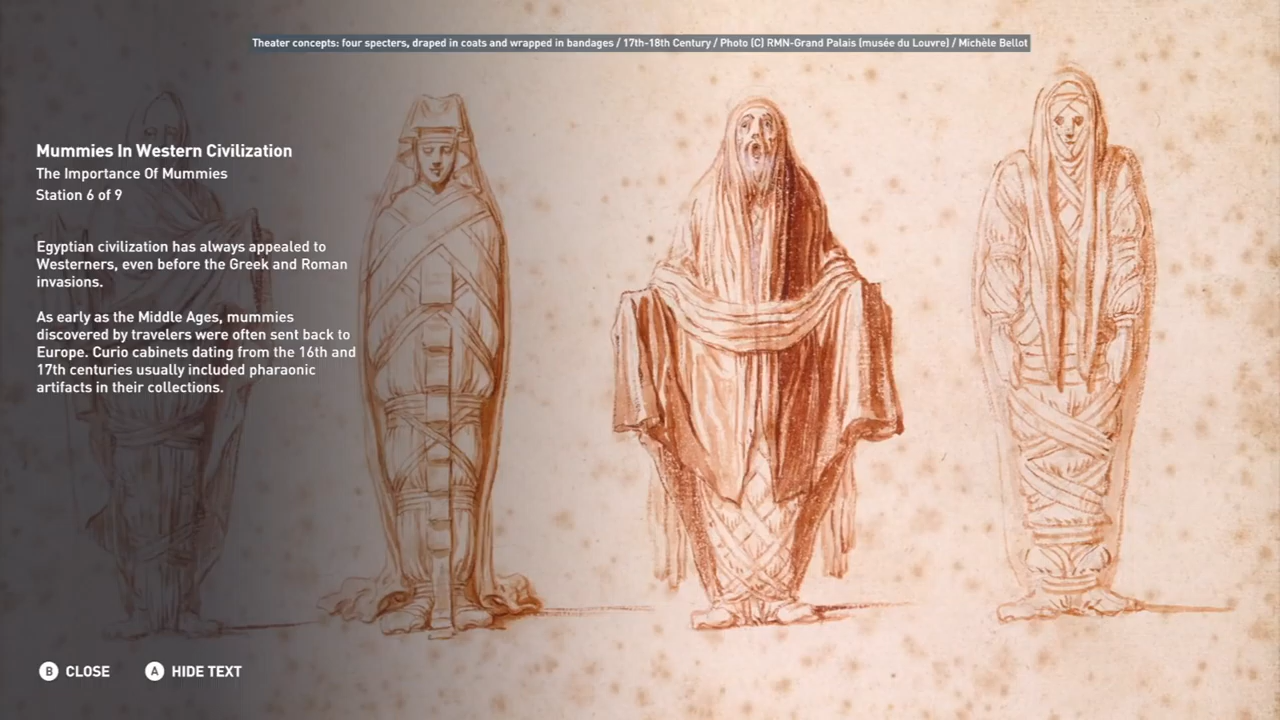 Theater concepts: four specters, draped in coats and wrapped in bandages / 17th-18th Century / Photo (C) RMN-Grand Palais (musée du Louvre) / Michèle Bellot
Mummies In Western Civilization
The Importance Of Mummies
Station 6 of 9
Egyptian civilization has always appealed to
Westerners, even before the Greek and Roman
invasions.
As early as the Middle Ages, mummies
discovered by travelers were often sent back to
Europe. Curio cabinets dating from the 16th and
17th centuries usually included pharaonic
artifacts in their collections.
B CLOSE A HIDE TEXT